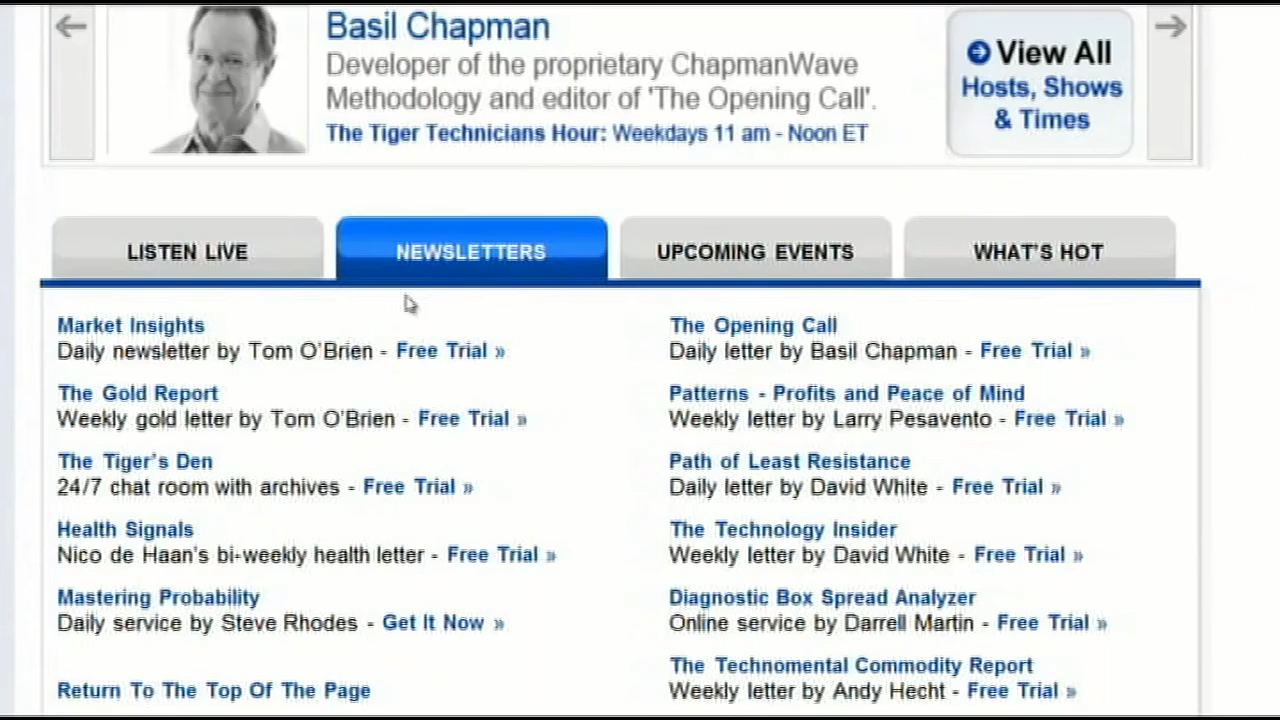 Basil Chapman
Developer of the proprietary ChapmanWave
Methodology and editor of 'The Opening Call'.
The Tiger Technicians Hour: Weekdays 11 am - Noon ET
View All
Hosts, Shows
& Times
LISTEN LIVE
NEWSLETTERS
UPCOMING EVENTS
WHAT'S HOT
Market Insights
Daily newsletter by Tom O'Brien - Free Trial »
The Gold Report
Weekly gold letter by Tom O'Brien - Free Trial »
The Tiger's Den
24/7 chat room with archives - Free Trial »
Health Signals
Nico de Haan's bi-weekly health letter - Free Trial »
Mastering Probability
Daily service by Steve Rhodes - Get It Now »
Return To The Top Of The Page
The Opening Call
Daily letter by Basil Chapman - Free Trial »
Patterns - Profits and Peace of Mind
Weekly letter by Larry Pesavento - Free Trial »
Path of Least Resistance
Daily letter by David White - Free Trial »
The Technology Insider
Weekly letter by David White - Free Trial »
Diagnostic Box Spread Analyzer
Online service by Darrell Martin - Free Trial »
The Technomental Commodity Report
Weekly letter by Andy Hecht - Free Trial »